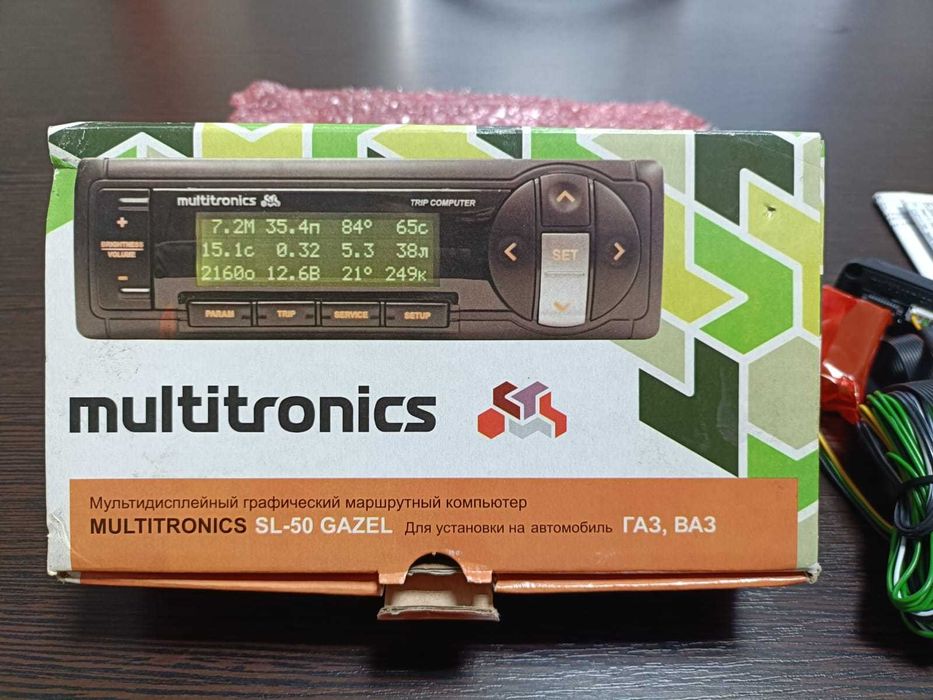 multitronics
TRIP COMPUTER
+
BRIGHTNESS
VOLUME
-
7.2М 35.4п 84° 65с
15.1с 0.32 5.3 38л
2160о 12.6В 21° 249к
SET
PARAM TRIP SERVICE SETUP
multitronics
Мультидисплейный графический маршрутный компьютер
MULTITRONICS SL-50 GAZEL Для установки на автомобиль ГАЗ, ВАЗ